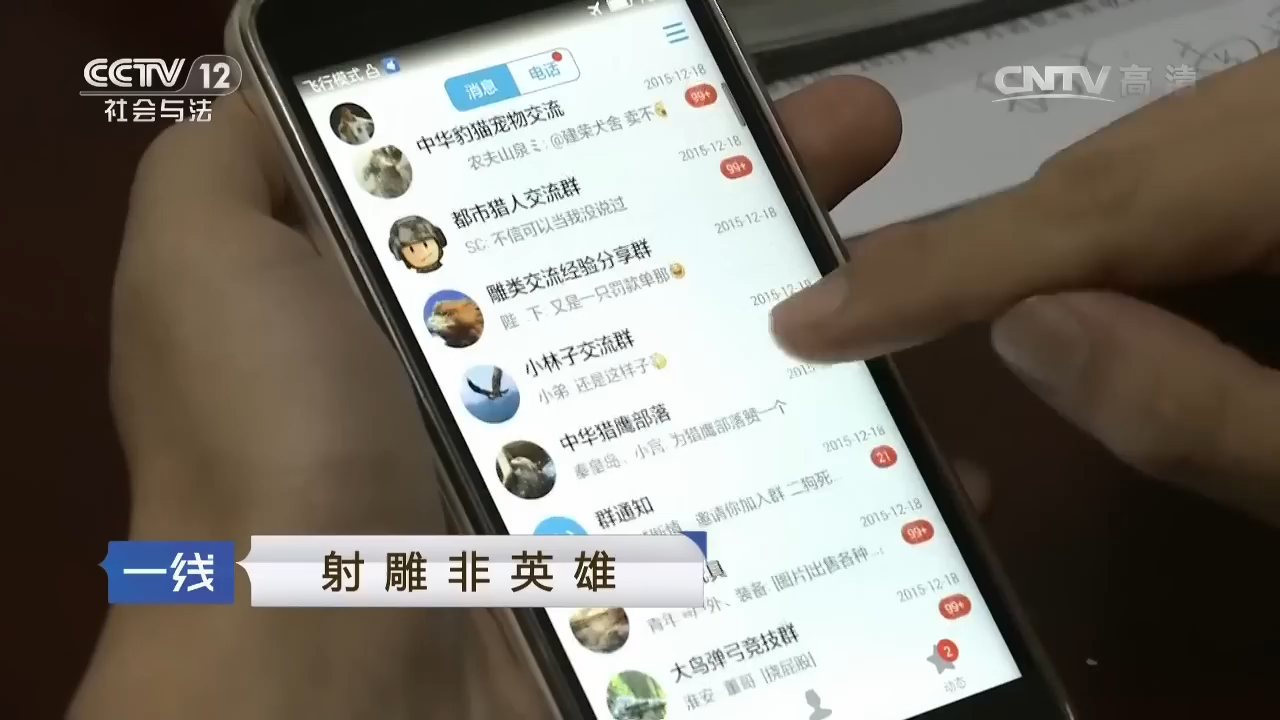 CCTV 12
社会与法
CNTV 高清
飞行模式
消息 电话
2015-12-18
中华豹猫宠物交流
99+
农夫山泉ミ: @建荣犬舍 卖不
2015-12-18
都市猎人交流群
99+
SC: 不信可以当我没说过
2015-12-18
雕类交流经验分享群
陛 下 又是一只罚款单那
2015-12-18
小林子交流群
小弟 还是这样子
2015
中华猎鹰部落
秦皇岛、小宫 为猎鹰部落赞一个
2015-12-18
群通知
21
邀请你加入群 二狗死...
2015-12-18
具
99+
青年 外、装备 [图片]出售各种...
2015-12-18
大鸟弹弓竞技群
99+
淮安 董哥 [挠屁股]
2
动态
一线
射雕非英雄